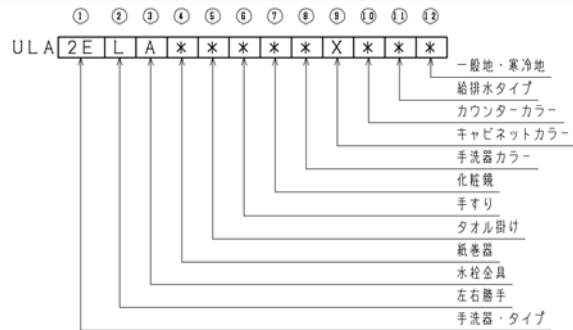 ① ② ③ ④ ⑤ ⑥ ⑦ ⑧ ⑨ ⑩ ⑪ ⑫
ULA 2E L A * * * * * X * * *
一般地・寒冷地
給排水タイプ
カウンターカラー
キャビネットカラー
手洗器カラー
化粧鏡
手すり
タオル掛け
紙巻器
水栓金具
左右勝手
手洗器・タイプ